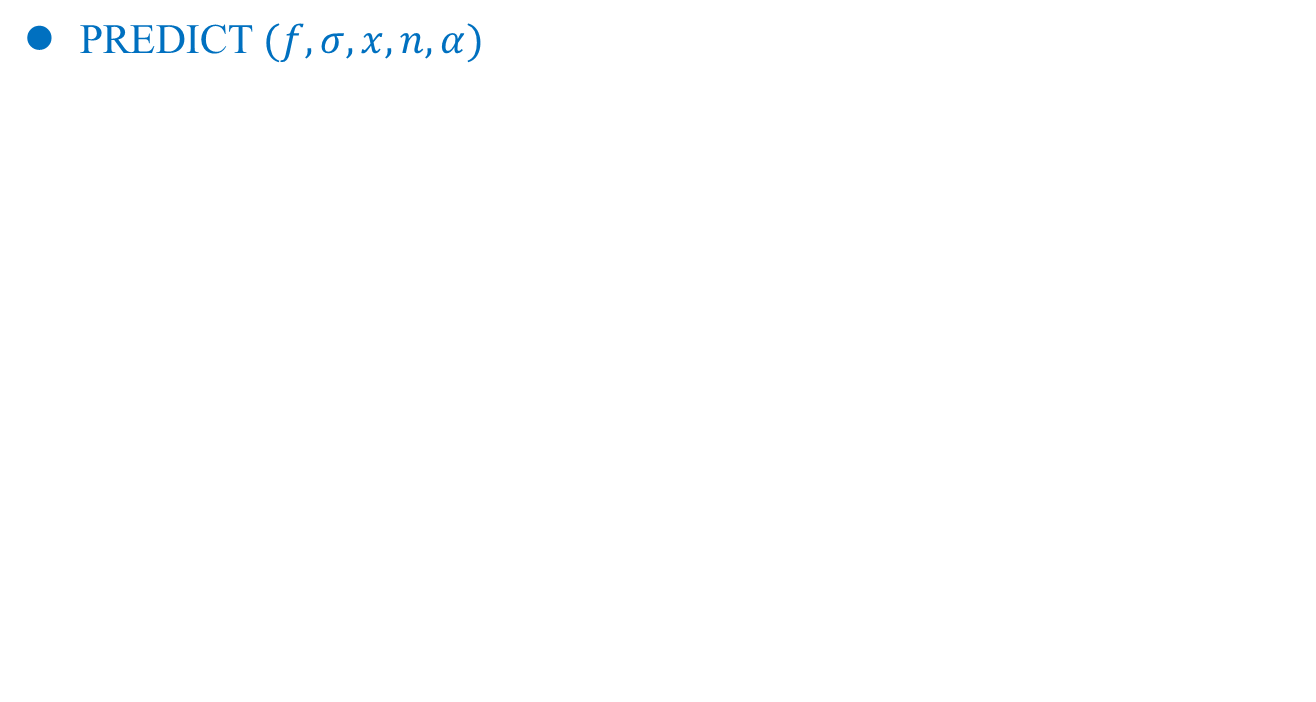 ● PREDICT (𝑓, 𝜎, 𝑥, 𝑛, 𝛼)